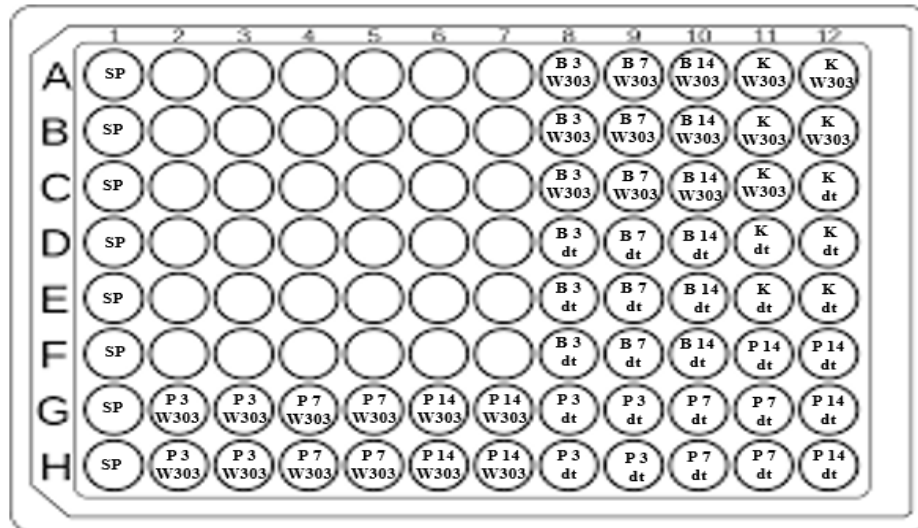 1 2 3 4 5 6 7 8 9 10 11 12
A SP B 3 W303 B 7 W303 B 14 W303 K W303 K W303
B SP B 3 W303 B 7 W303 B 14 W303 K W303 K W303
C SP B 3 W303 B 7 W303 B 14 W303 K W303 K dt
D SP B 3 dt B 7 dt B 14 dt K dt K dt
E SP B 3 dt B 7 dt B 14 dt K dt K dt
F SP B 3 dt B 7 dt B 14 dt P 14 dt P 14 dt
G SP P 3 W303 P 3 W303 P 7 W303 P 7 W303 P 14 W303 P 14 W303 P 3 dt P 3 dt P 7 dt P 7 dt P 14 dt
H SP P 3 W303 P 3 W303 P 7 W303 P 7 W303 P 14 W303 P 14 W303 P 3 dt P 3 dt P 7 dt P 7 dt P 14 dt